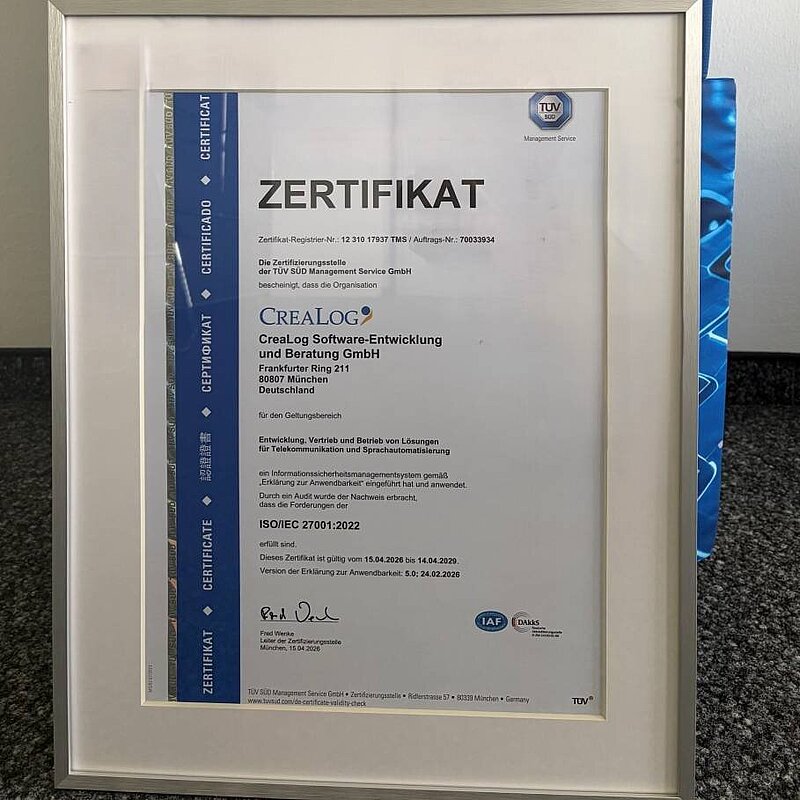 TÜV
SÜD
Management Service
ZERTIFIKAT
Zertifikat-Registrier-Nr.: 12 310 17937 TMS / Auftrags-Nr.: 70033934
Die Zertifizierungsstelle
der TÜV SÜD Management Service GmbH
bescheinigt, dass die Organisation
CREALOG
CreaLog Software-Entwicklung
und Beratung GmbH
Frankfurter Ring 211
80807 München
Deutschland
für den Geltungsbereich
Entwicklung, Vertrieb und Betrieb von Lösungen
für Telekommunikation und Sprachautomatisierung
ein Informationssicherheitsmanagementsystem gemäß
„Erklärung zur Anwendbarkeit“ eingeführt hat und anwendet.
Durch ein Audit wurde der Nachweis erbracht,
dass die Forderungen der
ISO/IEC 27001:2022
erfüllt sind.
Dieses Zertifikat ist gültig vom 15.04.2026 bis 14.04.2029.
Version der Erklärung zur Anwendbarkeit: 5.0; 24.02.2026
Fred Wenke
Leiter der Zertifizierungsstelle
München, 15.04.2026
IAF
DAkkS
TÜV SÜD Management Service GmbH • Zertifizierungsstelle • Ridlerstrasse 57 • 80339 München • Germany
www.tuvsud.com/de-certificate-validity-check
TÜV®
ZERTIFIKAT ◆ CERTIFICATE ◆ 認證證書 ◆ СЕРТИФИКАТ ◆ CERTIFICADO ◆ CERTIFICAT